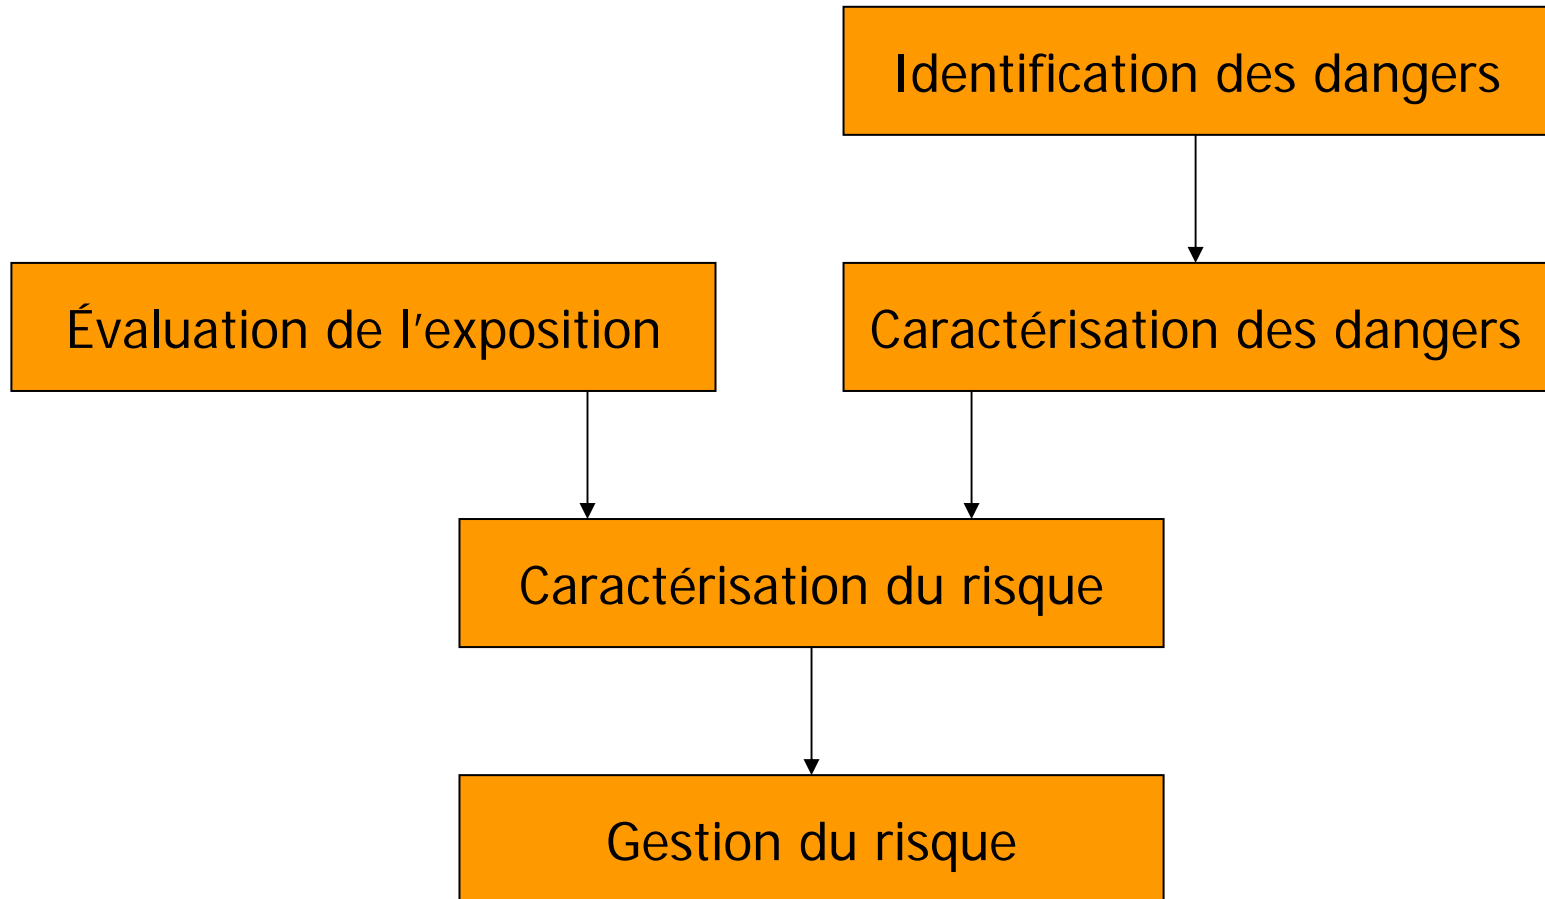 Identification des dangers
Évaluation de l'exposition
Caractérisation des dangers
Caractérisation du risque
Gestion du risque